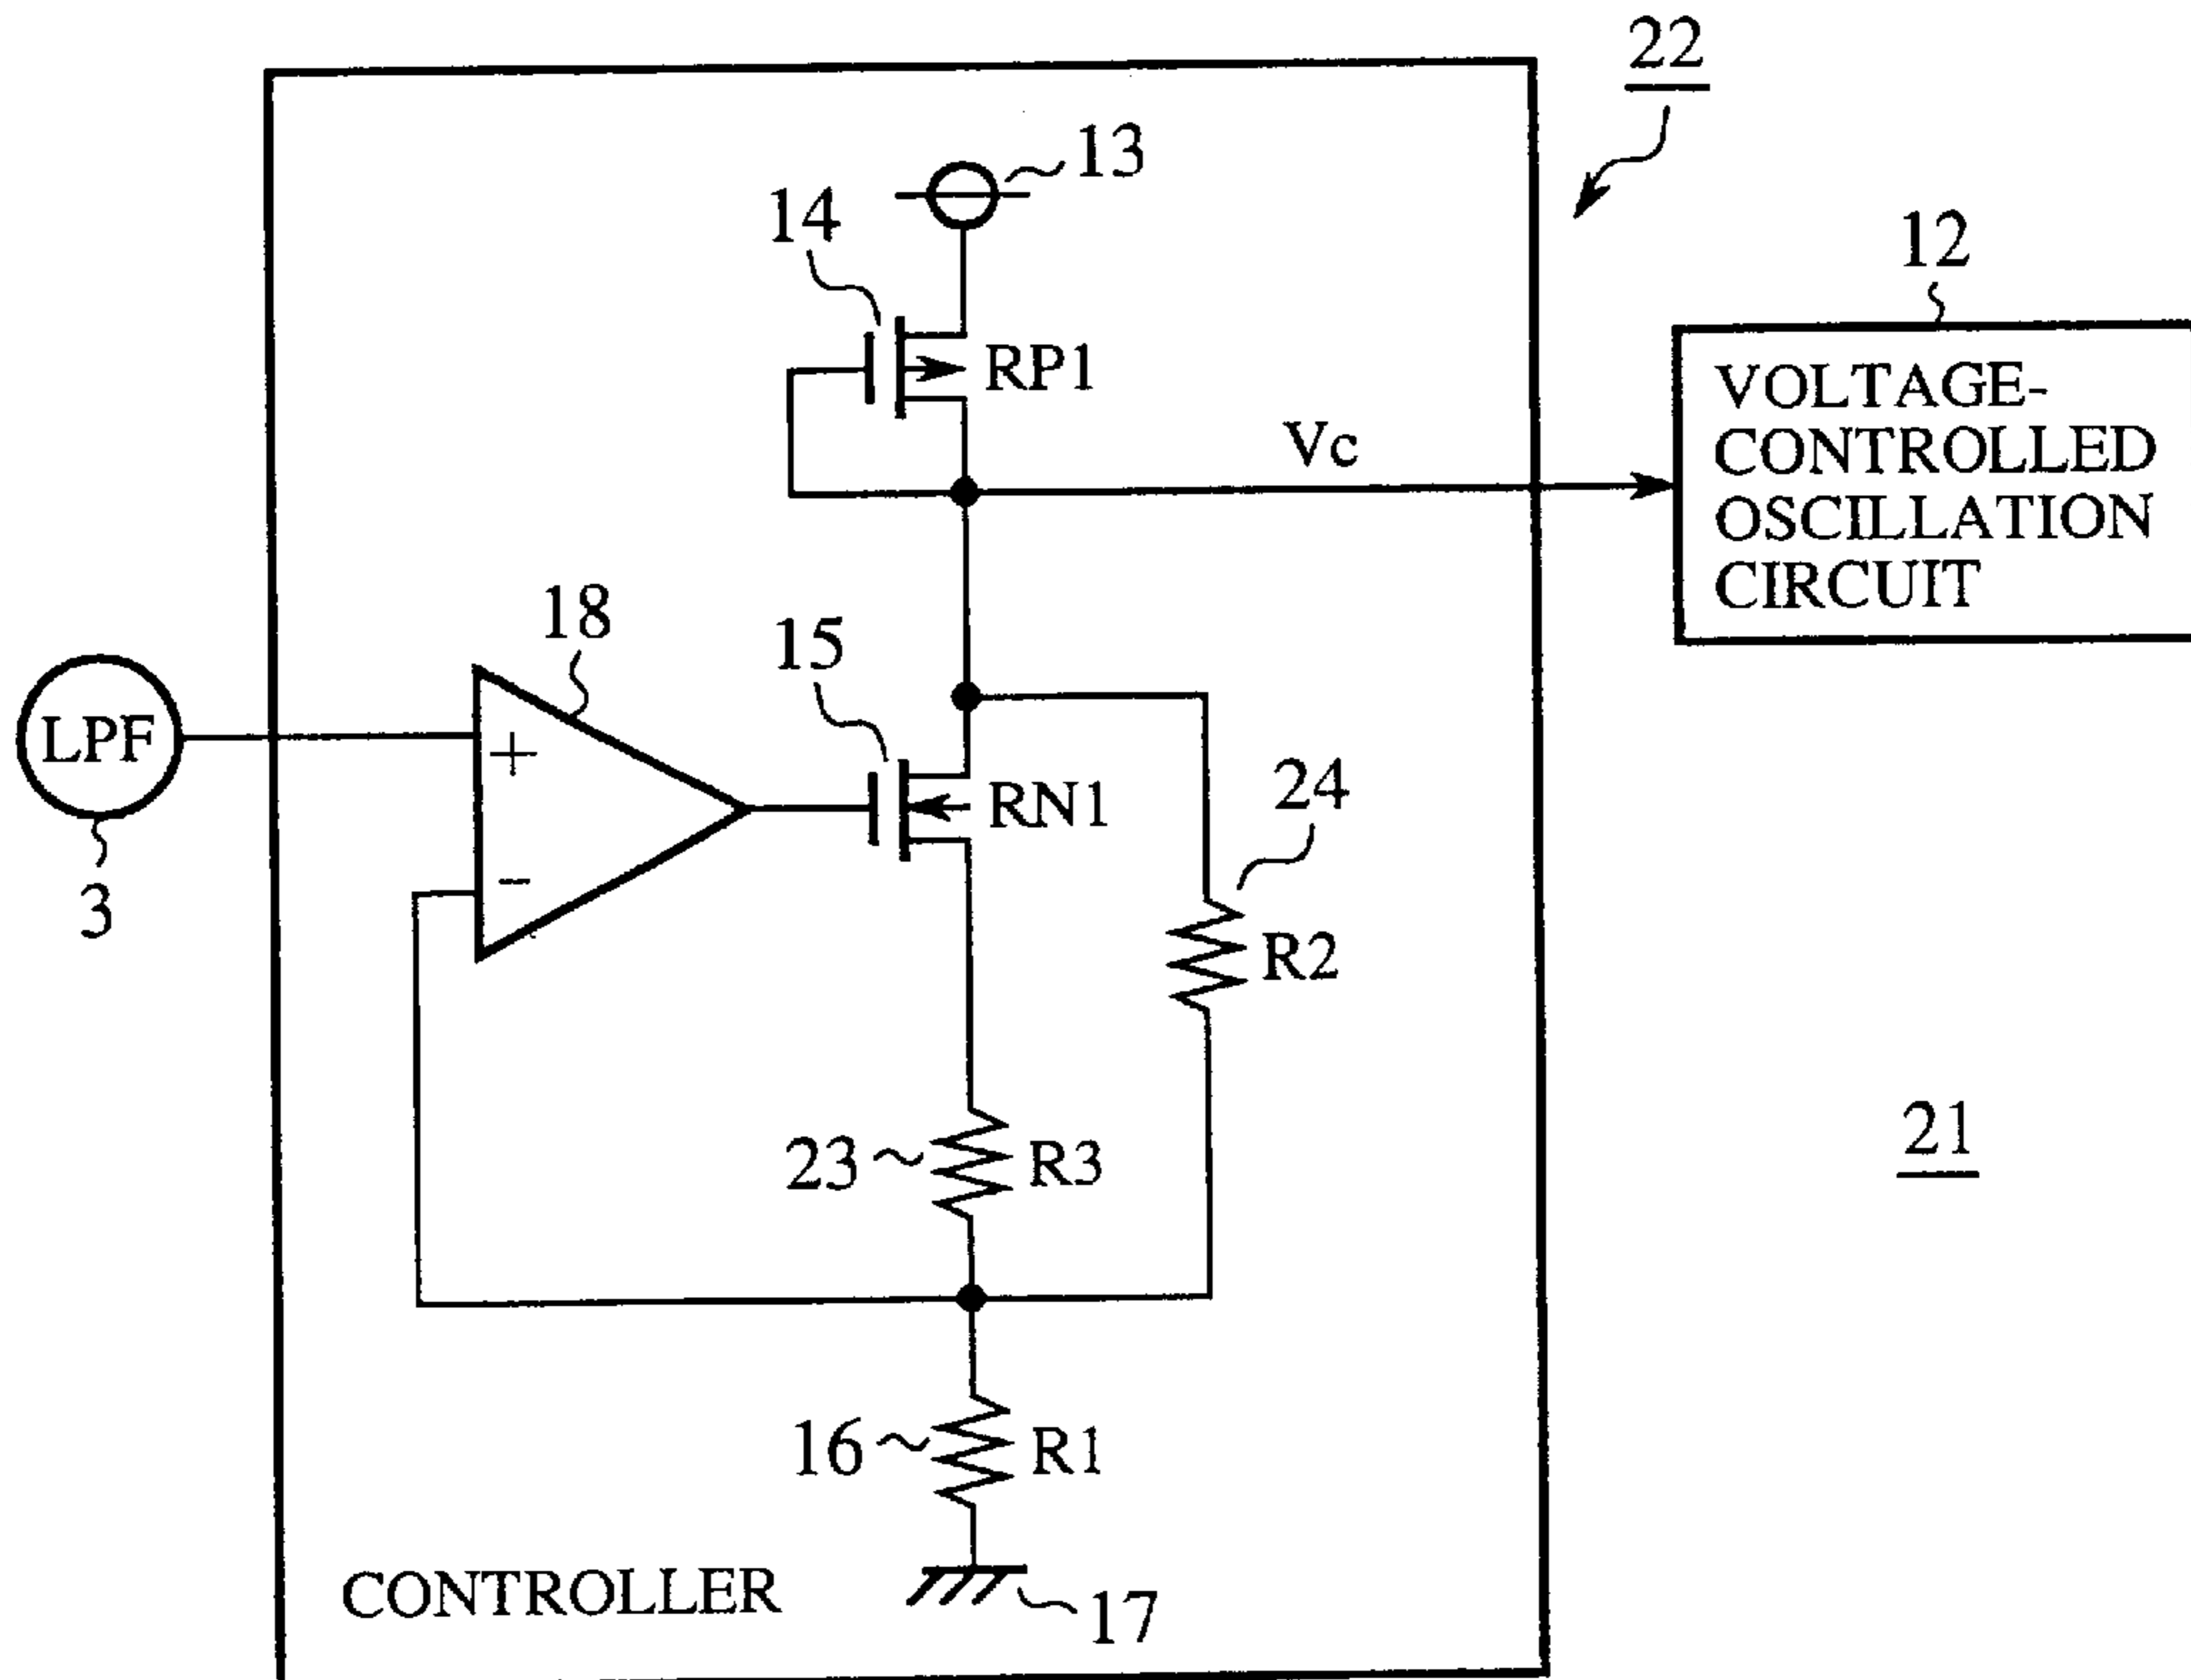 22
13
14
12
RP1
VOLTAGE-
CONTROLLED
OSCILLATION
CIRCUIT
Vc
18
15
LPF
+
RN1
24
-
3
R2
21
23
R3
16
R1
CONTROLLER
17